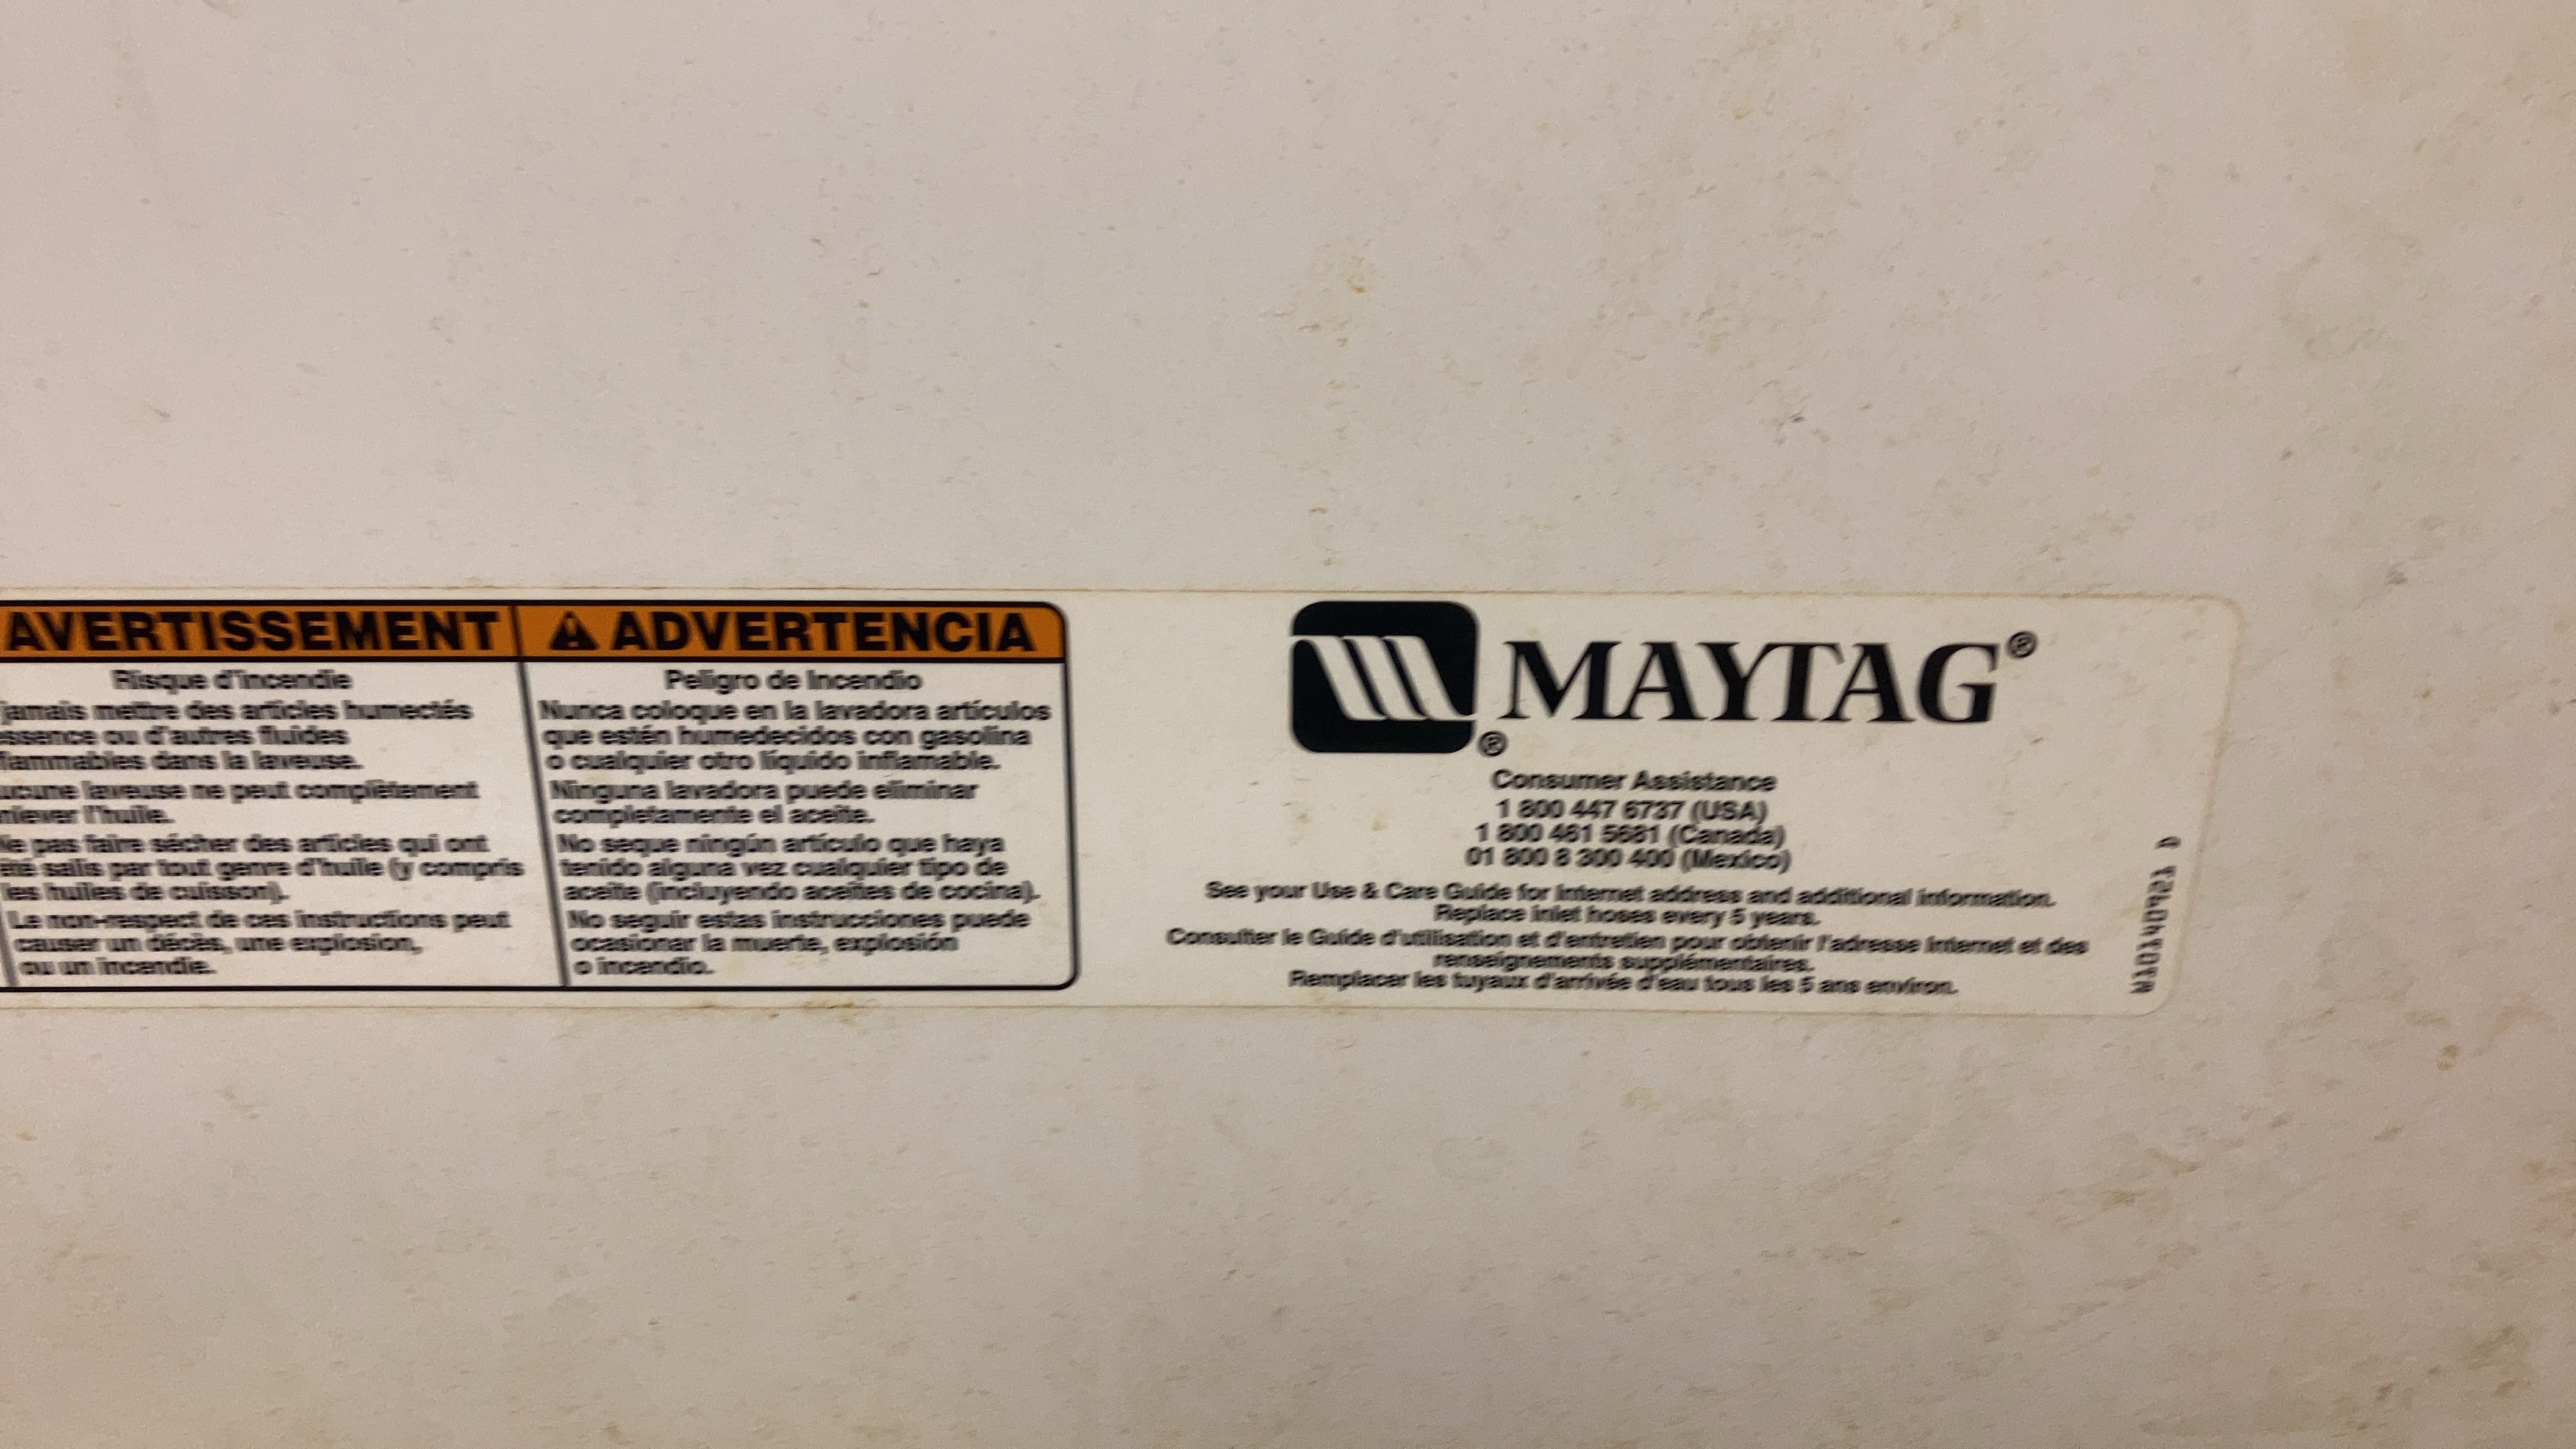 AVERTISSEMENT
Risque d'incendie
jamais mettre des articles humectés
essence ou d'autres fluides
flammables dans la laveuse.
ucune laveuse ne peut complètement
nlever l'huile.
Ne pas faire sécher des articles qui ont
été salis par tout genre d'huile (y compris
les huiles de cuisson).
Le non-respect de ces instructions peut
causer un décès, une explosion,
ou un incendie.
ADVERTENCIA
Peligro de Incendio
Nunca coloque en la lavadora artículos
que estén humedecidos con gasolina
o cualquier otro líquido inflamable.
Ninguna lavadora puede eliminar
completamente el aceite.
No seque ningún artículo que haya
tenido alguna vez cualquier tipo de
aceite (incluyendo aceites de cocina).
No seguir estas instrucciones puede
ocasionar la muerte, explosión
o incendio.
MAYTAG®
®
Consumer Assistance
1 800 447 6737 (USA)
1 800 461 5681 (Canada)
01 800 8 300 400 (Mexico)
See your Use & Care Guide for Internet address and additional information.
Replace inlet hoses every 5 years.
Consulter le Guide d'utilisation et d'entretien pour obtenir l'adresse Internet et des
renseignements supplémentaires.
Remplacer les tuyaux d'arrivée d'eau tous les 5 ans environ.